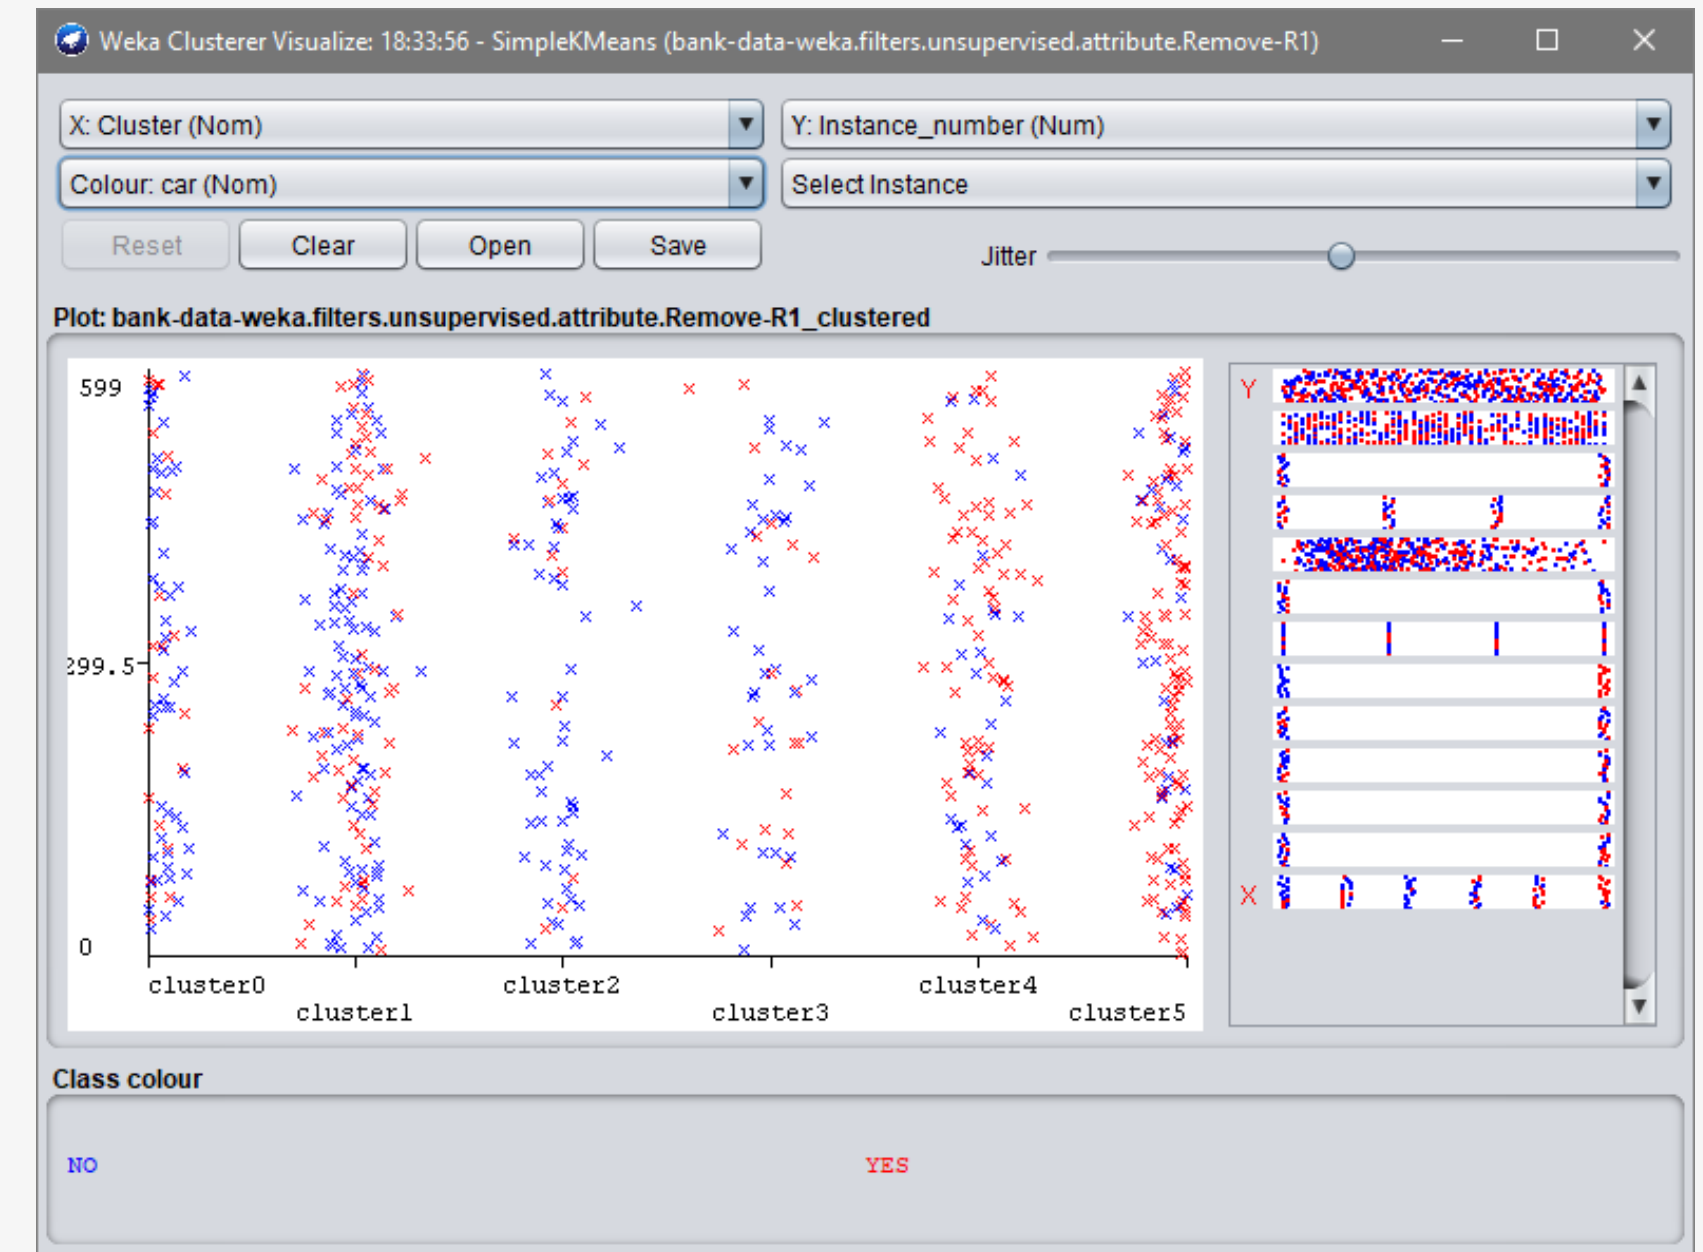 Weka Clusterer Visualize: 18:33:56 - SimpleKMeans (bank-data-weka.filters.unsupervised.attribute.Remove-R1)
X: Cluster (Nom)
Y: Instance_number (Num)
Colour: car (Nom)
Select Instance
Reset
Clear
Open
Save
Jitter
Plot: bank-data-weka.filters.unsupervised.attribute.Remove-R1_clustered
599
299.5
0
cluster0
cluster1
cluster2
cluster3
cluster4
cluster5
Y
X
Class colour
NO
YES